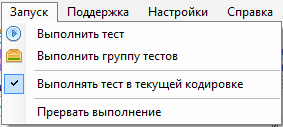 Запуск Поддержка Настройки Справка
Выполнить тест
Выполнить группу тестов
Выполнять тест в текущей кодировке
Прервать выполнение